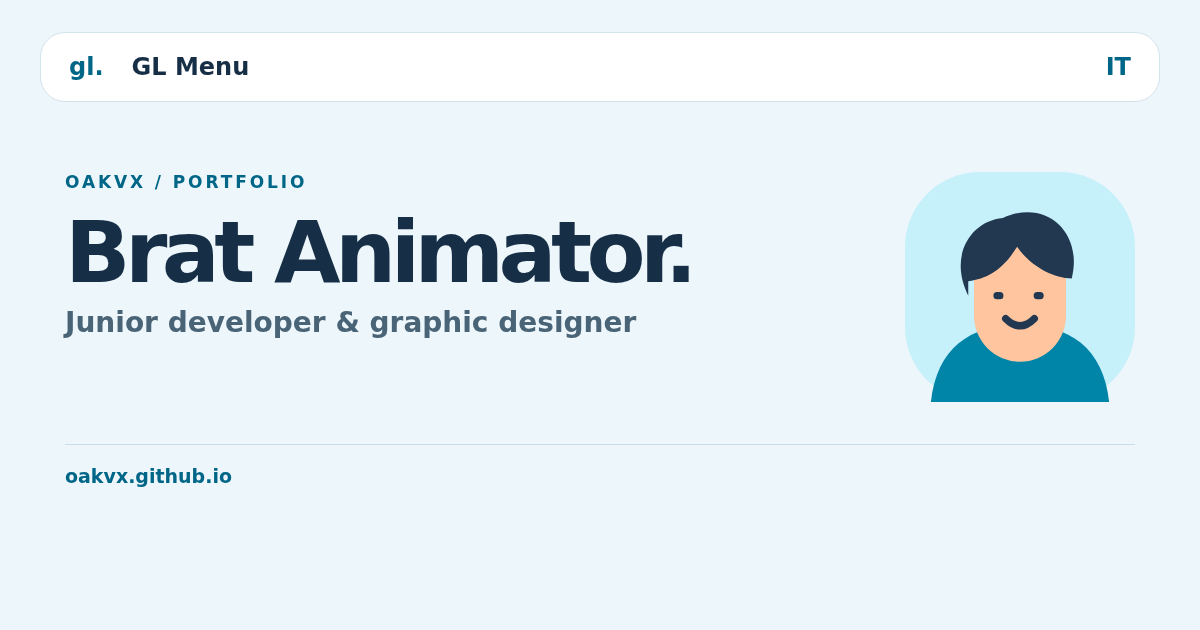 gl. GL Menu IT
OAKVX / PORTFOLIO
Brat Animator.
Junior developer & graphic designer
oakvx.github.io